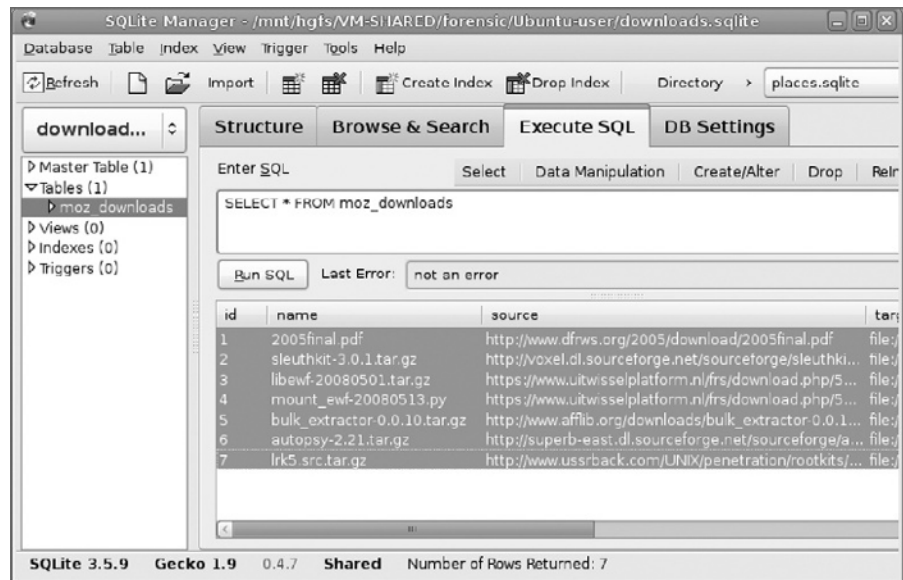 SQLite Manager - /mnt/hgfs/VM-SHARED/forensic/Ubuntu-user/downloads.sqlite
Database Table Index View Trigger Tools Help
Refresh Import Create Index Drop Index Directory > places.sqlite
download...
Structure Browse & Search Execute SQL DB Settings
Master Table (1)
Tables (1)
moz_downloads
Views (0)
Indexes (0)
Triggers (0)
Enter SQL Select Data Manipulation Create/Alter Drop ReIn
SELECT * FROM moz_downloads
Run SQL Last Error: not an error
id name source targ
1 2005final.pdf http://www.dfrws.org/2005/download/2005final.pdf file:/
2 sleuthkit-3.0.1.tar.gz http://voxel.dl.sourceforge.net/sourceforge/sleuthki... file:/
3 libewf-20080501.tar.gz https://www.uitwisselplatform.nl/frs/download.php/5... file:/
4 mount_ewf-20080513.py https://www.uitwisselplatform.nl/frs/download.php/5... file:/
5 bulk_extractor-0.0.10.tar.gz http://www.afflib.org/downloads/bulk_extractor-0.0.1... file:/
6 autopsy-2.21.tar.gz http://superb-east.dl.sourceforge.net/sourceforge/a... file:/
7 lrk5.src.tar.gz http://www.ussrback.com/UNIX/penetration/rootkits/... file:/
SQLite 3.5.9 Gecko 1.9 0.4.7 Shared Number of Rows Returned: 7